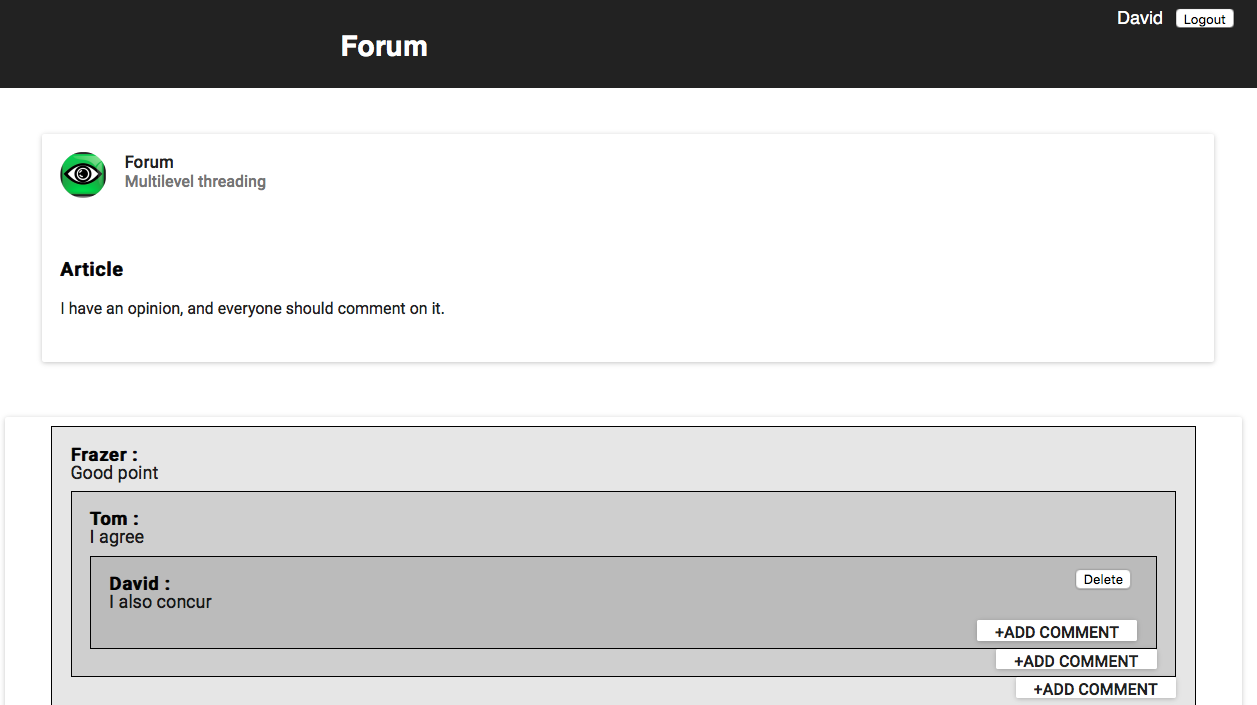 David Logout
Forum
Forum
Multilevel threading
Article
I have an opinion, and everyone should comment on it.
Frazer :
Good point
Tom :
I agree
David :
Delete
I also concur
+ADD COMMENT
+ADD COMMENT
+ADD COMMENT